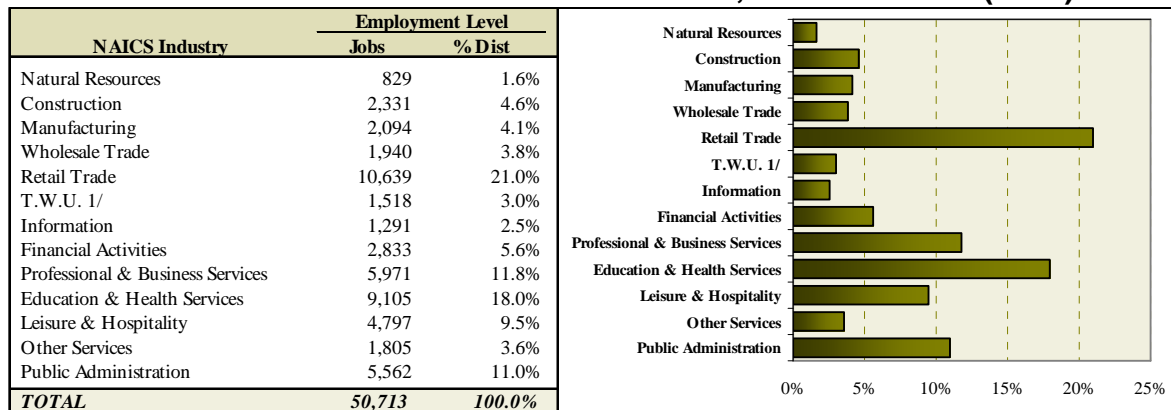 Employment Level
NAICS Industry Jobs % Dist
Natural Resources 829 1.6%
Construction 2,331 4.6%
Manufacturing 2,094 4.1%
Wholesale Trade 1,940 3.8%
Retail Trade 10,639 21.0%
T.W.U. 1/ 1,518 3.0%
Information 1,291 2.5%
Financial Activities 2,833 5.6%
Professional & Business Services 5,971 11.8%
Education & Health Services 9,105 18.0%
Leisure & Hospitality 4,797 9.5%
Other Services 1,805 3.6%
Public Administration 5,562 11.0%
TOTAL 50,713 100.0%
Natural Resources
Construction
Manufacturing
Wholesale Trade
Retail Trade
T.W.U. 1/
Information
Financial Activities
Professional & Business Services
Education & Health Services
Leisure & Hospitality
Other Services
Public Administration
0% 5% 10% 15% 20% 25%